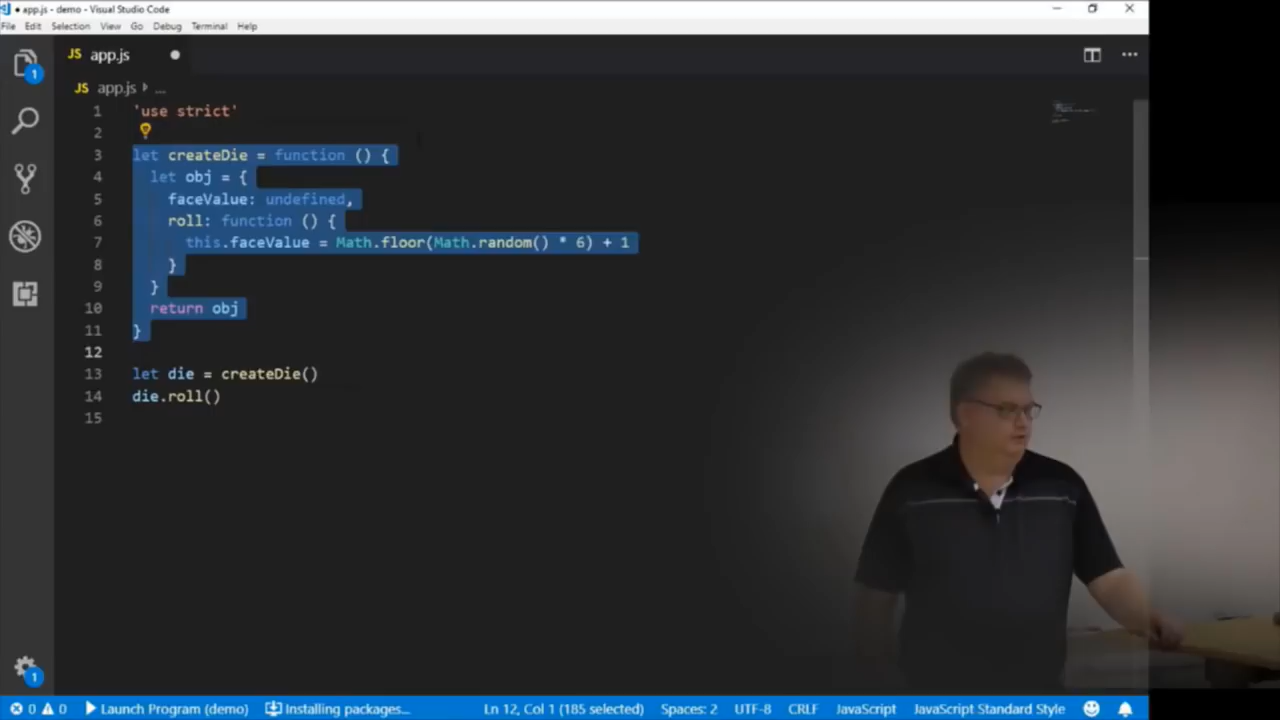 ● app.js - demo - Visual Studio Code
File Edit Selection View Go Debug Terminal Help
JS app.js ●
JS app.js ...
1 'use strict'
2
3 let createDie = function () {
4 let obj = {
5 faceValue: undefined,
6 roll: function () {
7 this.faceValue = Math.floor(Math.random() * 6) + 1
8 }
9 }
10 return obj
11 }
12
13 let die = createDie()
14 die.roll()
15
1
1
0 0 Launch Program (demo) Installing packages... Ln 12, Col 1 (185 selected) Spaces: 2 UTF-8 CRLF JavaScript JavaScript Standard Style